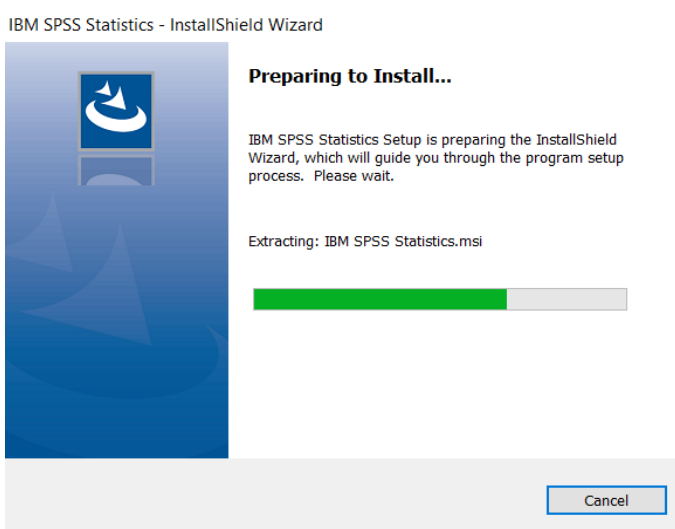 IBM SPSS Statistics - InstallShield Wizard
Preparing to Install...
IBM SPSS Statistics Setup is preparing the InstallShield
Wizard, which will guide you through the program setup
process.  Please wait.
Extracting: IBM SPSS Statistics.msi
Cancel